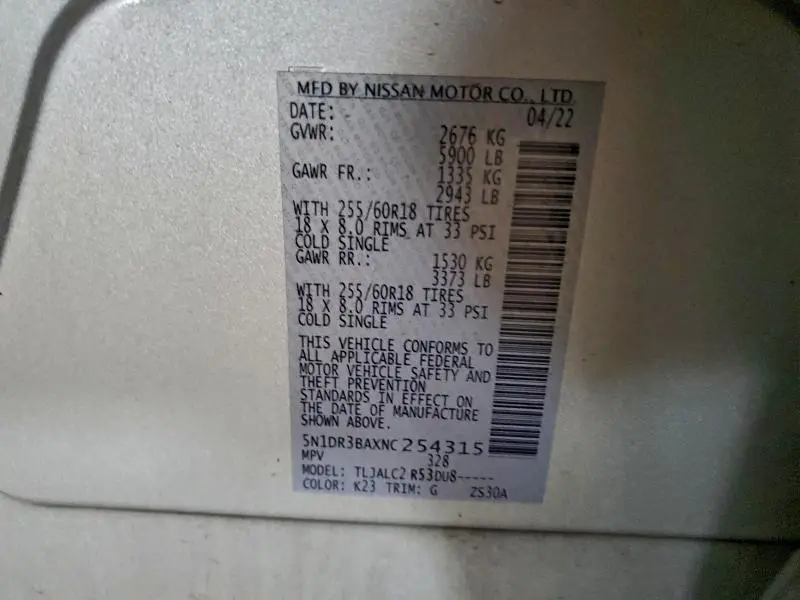 MFD BY NISSAN MOTOR CO., LTD.
DATE: 04/22
GVWR: 2676 KG
5900 LB
GAWR FR.: 1335 KG
2943 LB
WITH 255/60R18 TIRES
18 X 8.0 RIMS AT 33 PSI
COLD SINGLE
GAWR RR.: 1530 KG
3373 LB
WITH 255/60R18 TIRES
18 X 8.0 RIMS AT 33 PSI
COLD SINGLE
THIS VEHICLE CONFORMS TO
ALL APPLICABLE FEDERAL
MOTOR VEHICLE SAFETY AND
THEFT PREVENTION
STANDARDS IN EFFECT ON
THE DATE OF MANUFACTURE
SHOWN ABOVE.
5N1DR3BAXNC254315
MPV 328
MODEL: TLJALC2 R53DU8-----
COLOR: K23 TRIM: G ZS30A